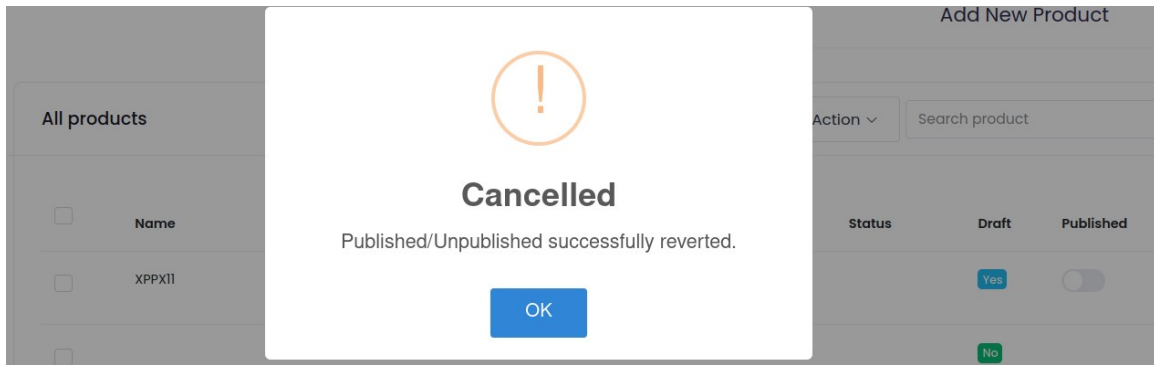 Add New Product
!
Cancelled
Published/Unpublished successfully reverted.
OK
All products
Action
Search product
Name
Status
Draft
Published
XPPX11
Yes
No